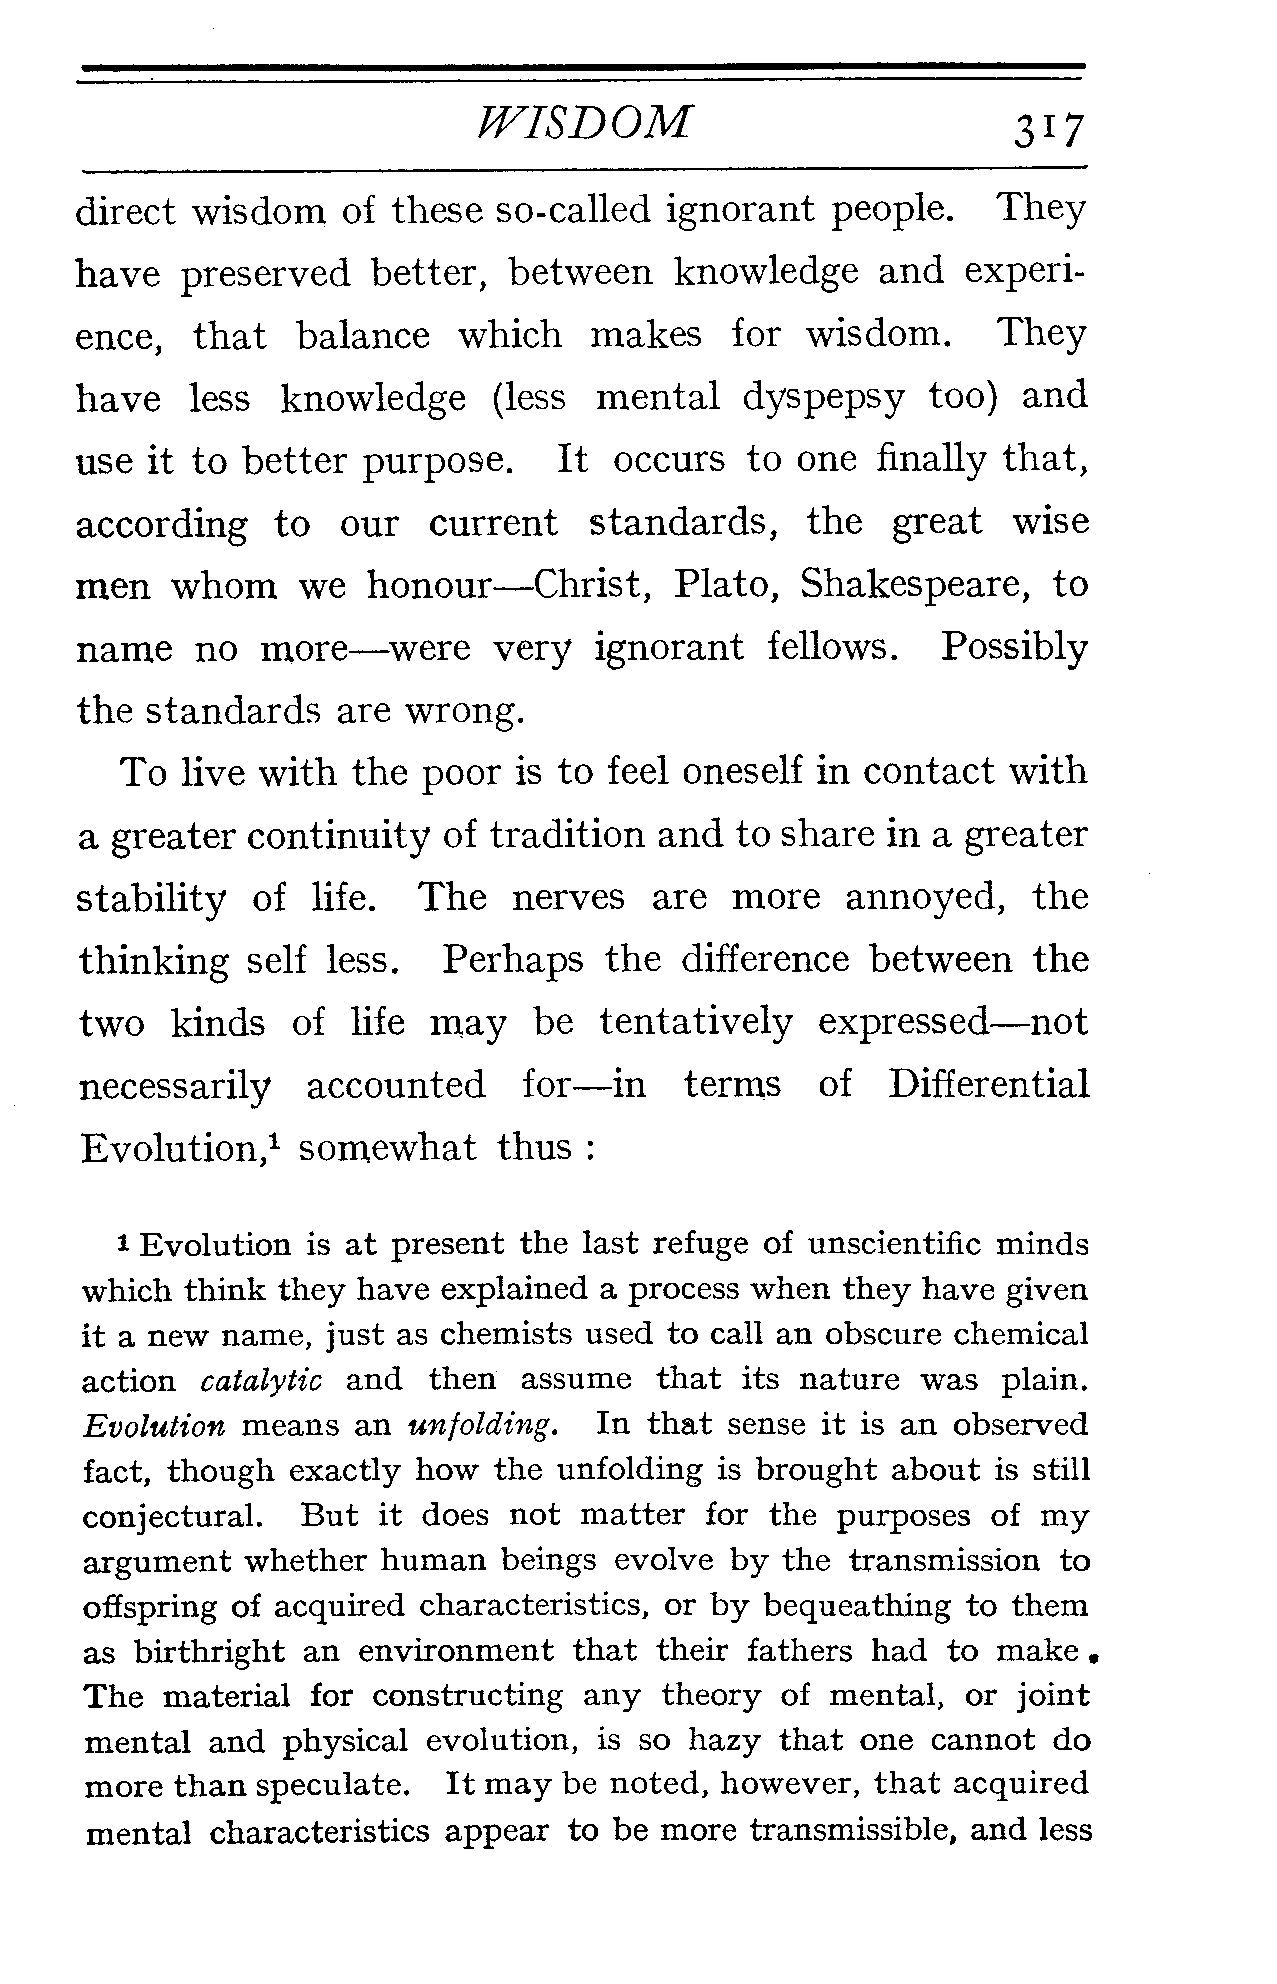 WISDOM 317
direct wisdom of these so-called ignorant people. They
have preserved better, between knowledge and experi-
ence, that balance which makes for wisdom. They
have less knowledge (less mental dyspepsy too) and
use it to better purpose. It occurs to one finally that,
according to our current standards, the great wise
men whom we honour—Christ, Plato, Shakespeare, to
name no more—were very ignorant fellows. Possibly
the standards are wrong.
To live with the poor is to feel oneself in contact with
a greater continuity of tradition and to share in a greater
stability of life. The nerves are more annoyed, the
thinking self less. Perhaps the difference between the
two kinds of life may be tentatively expressed—not
necessarily accounted for—in terms of Differential
Evolution,¹ somewhat thus :
¹ Evolution is at present the last refuge of unscientific minds
which think they have explained a process when they have given
it a new name, just as chemists used to call an obscure chemical
action catalytic and then assume that its nature was plain.
Evolution means an unfolding. In that sense it is an observed
fact, though exactly how the unfolding is brought about is still
conjectural. But it does not matter for the purposes of my
argument whether human beings evolve by the transmission to
offspring of acquired characteristics, or by bequeathing to them
as birthright an environment that their fathers had to make.
The material for constructing any theory of mental, or joint
mental and physical evolution, is so hazy that one cannot do
more than speculate. It may be noted, however, that acquired
mental characteristics appear to be more transmissible, and less